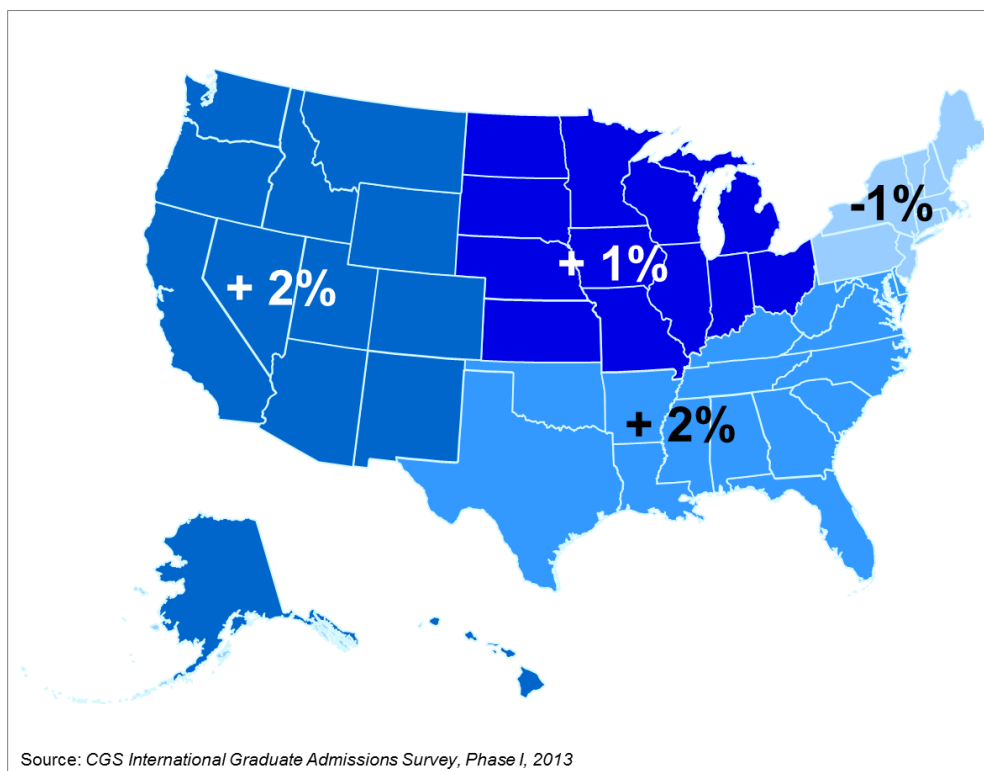 -1%
+ 1%
+ 2%
+ 2%
Source: CGS International Graduate Admissions Survey, Phase I, 2013